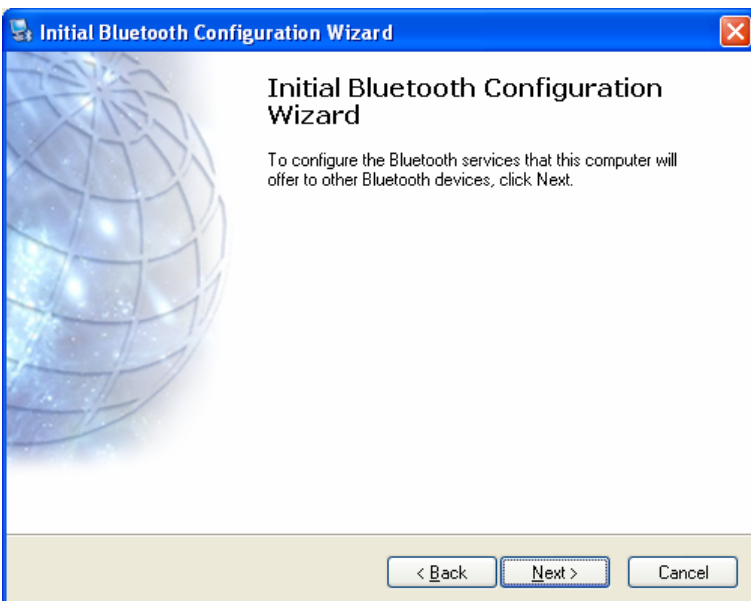 Initial Bluetooth Configuration Wizard
Initial Bluetooth Configuration
Wizard
To configure the Bluetooth services that this computer will
offer to other Bluetooth devices, click Next.
< Back
Next >
Cancel